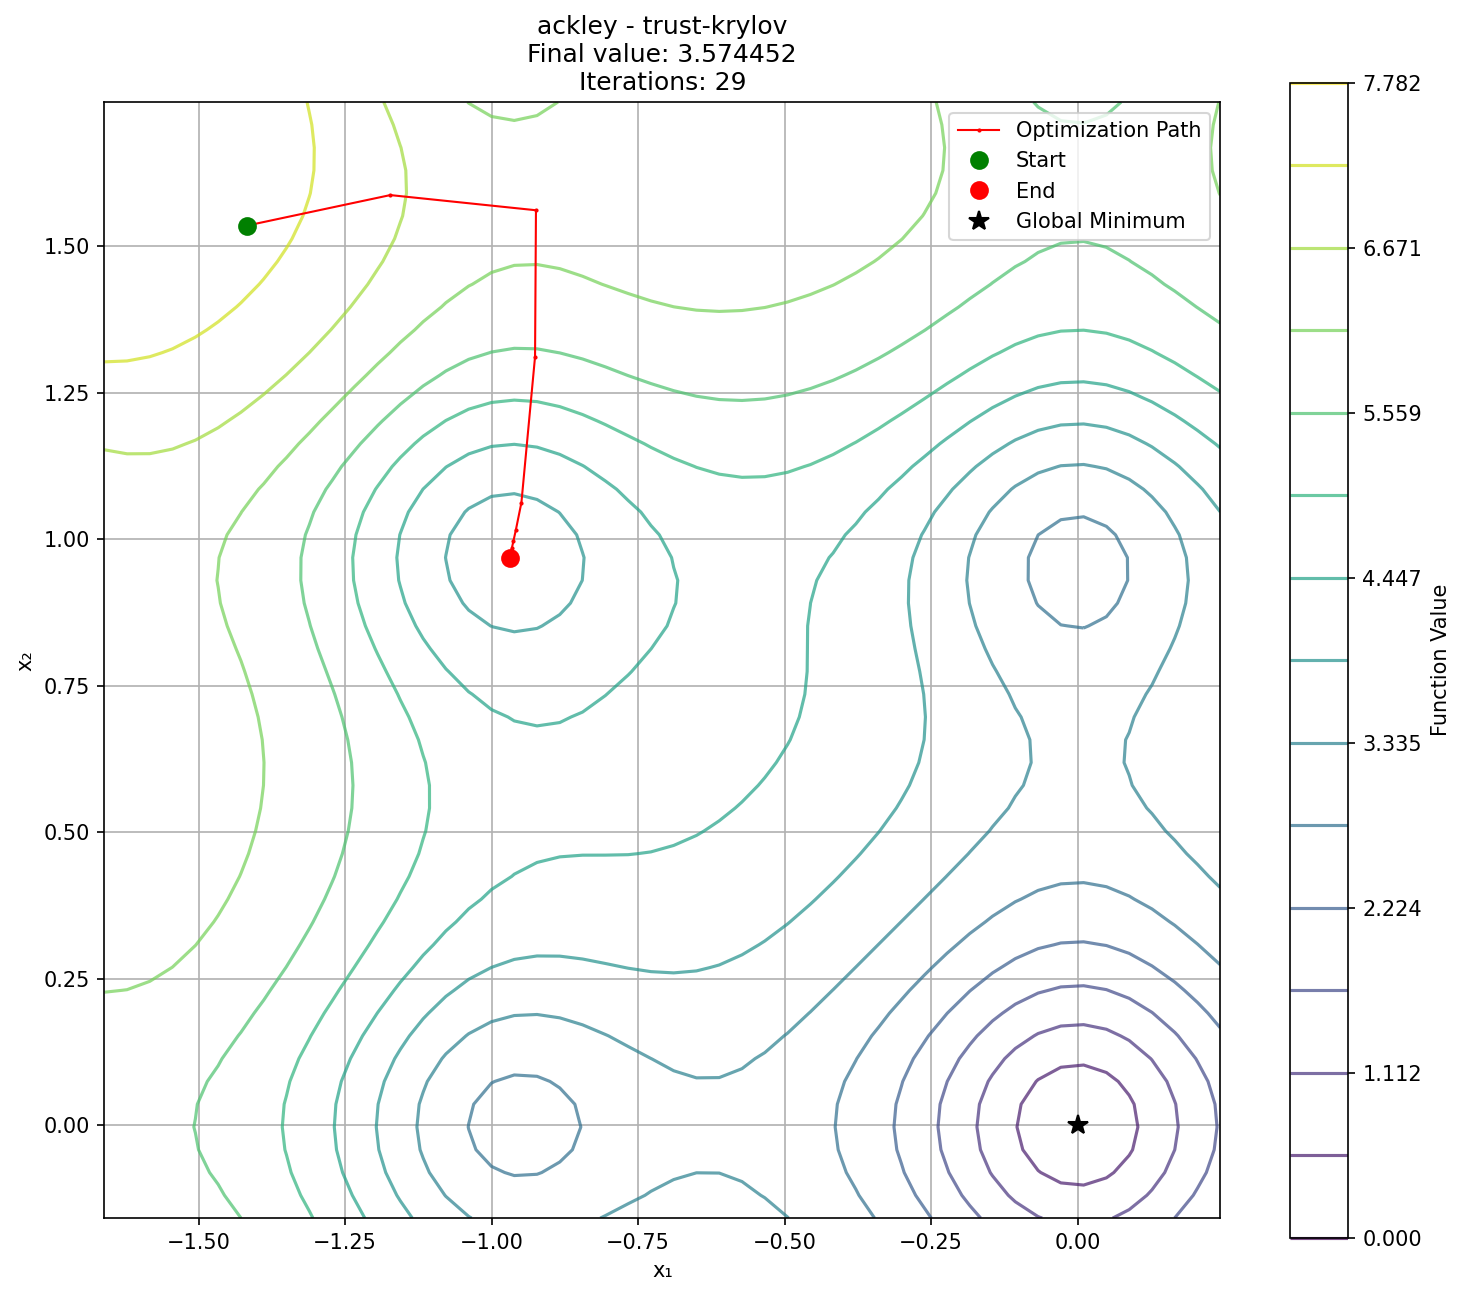 ackley - trust-krylov
Final value: 3.574452
Iterations: 29
Optimization Path
Start
End
Global Minimum
1.50
1.25
1.00
0.75
0.50
0.25
0.00
x₂
−1.50
−1.25
−1.00
−0.75
−0.50
−0.25
0.00
x₁
7.782
6.671
5.559
4.447
3.335
2.224
1.112
0.000
Function Value